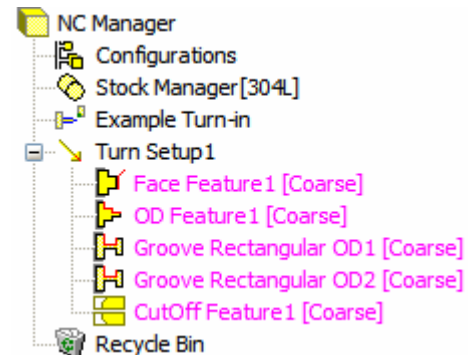 NC Manager
Configurations
Stock Manager[304L]
Example Turn-in
Turn Setup1
Face Feature1 [Coarse]
OD Feature1 [Coarse]
Groove Rectangular OD1 [Coarse]
Groove Rectangular OD2 [Coarse]
CutOff Feature1 [Coarse]
Recycle Bin